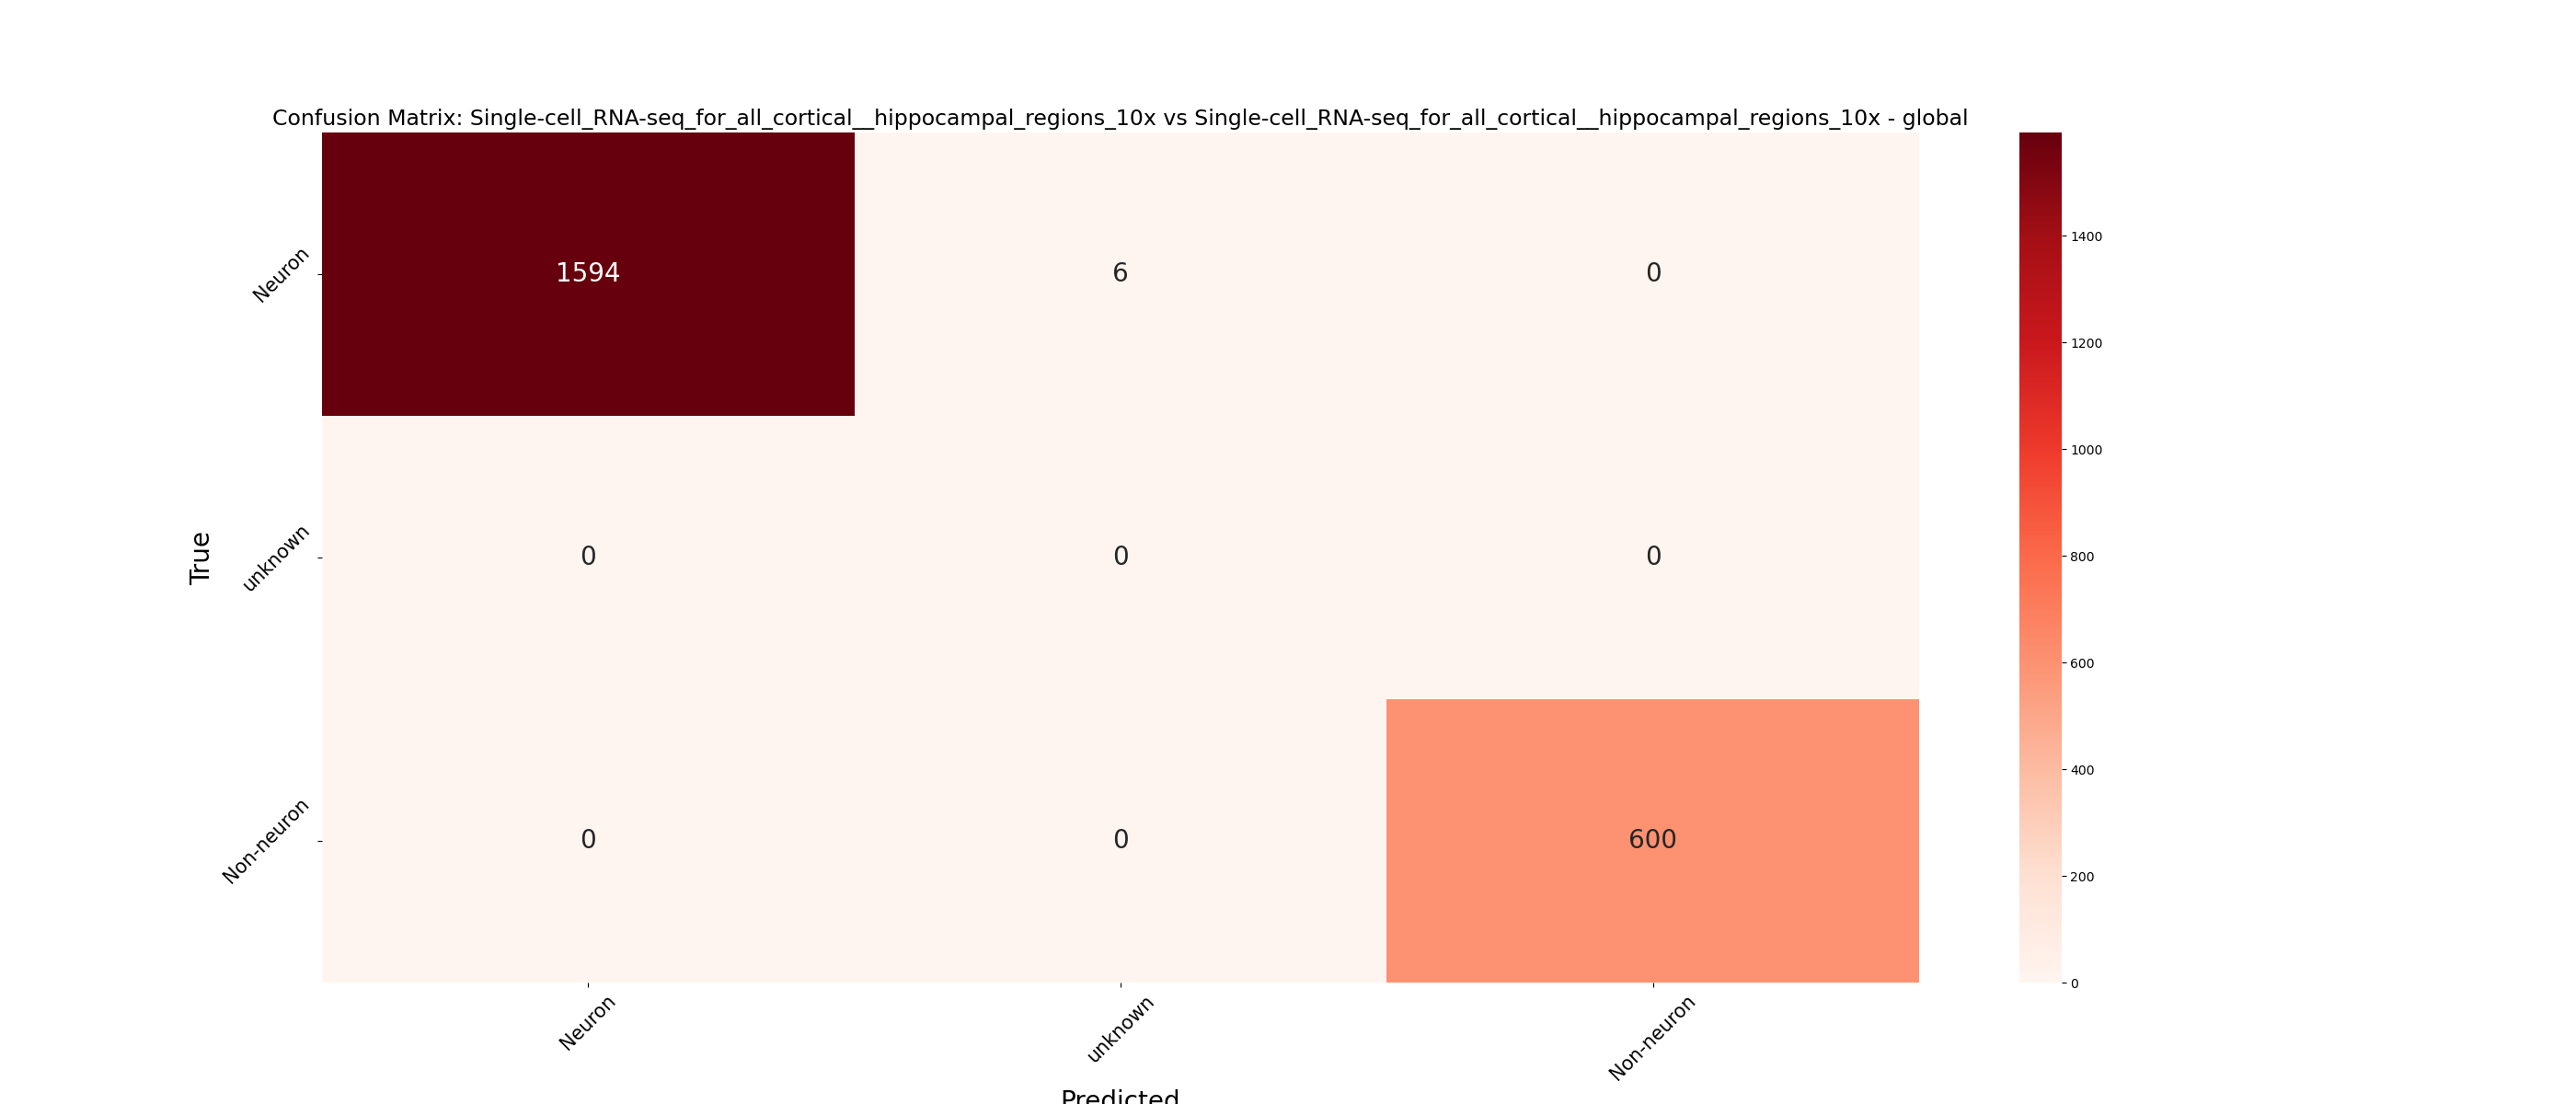 Confusion Matrix: Single-cell_RNA-seq_for_all_cortical__hippocampal_regions_10x vs Single-cell_RNA-seq_for_all_cortical__hippocampal_regions_10x - global
True
Neuron
1594
6
0
unknown
0
0
0
Non-neuron
0
0
600
Neuron
unknown
Non-neuron
Predicted
1400
1200
1000
800
600
400
200
0